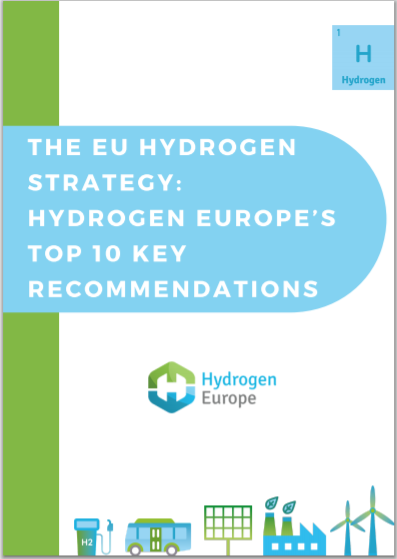 1
H
Hydrogen
THE EU HYDROGEN
STRATEGY:
HYDROGEN EUROPE'S
TOP 10 KEY
RECOMMENDATIONS
Hydrogen
Europe
H2